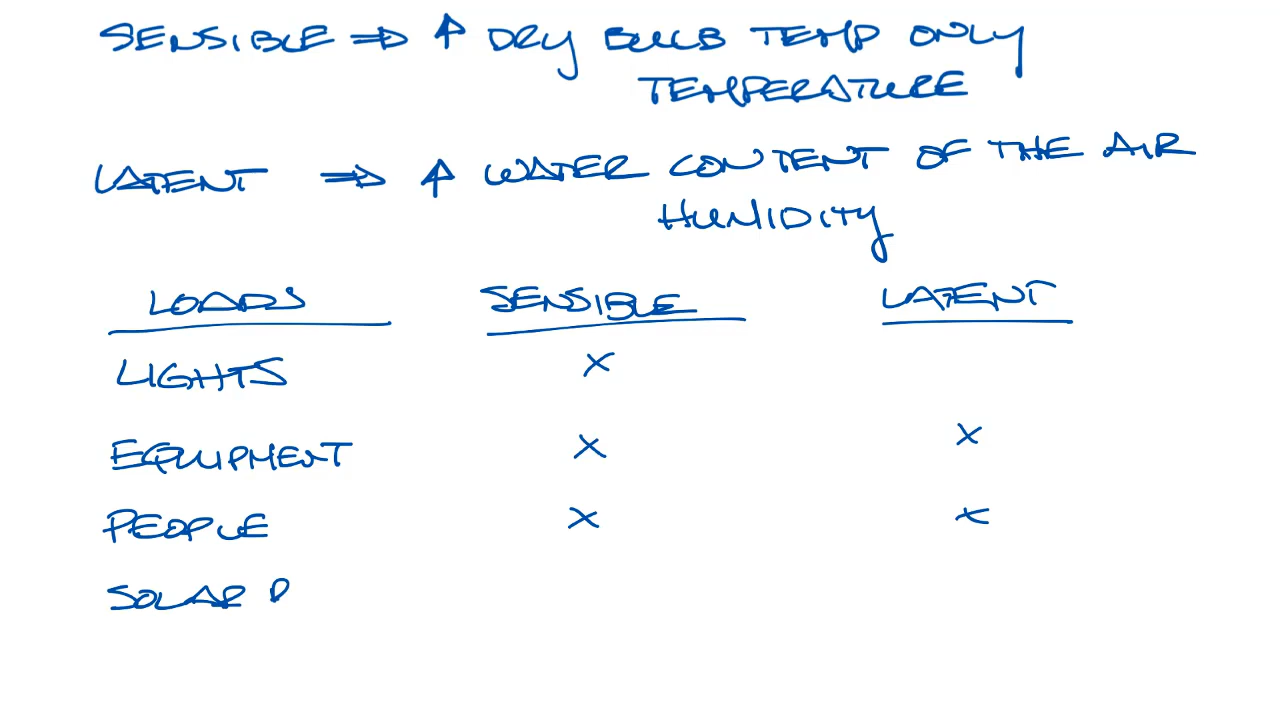 SENSIBLE ⇒ ↑ DRY BULB TEMP ONLY
TEMPERATURE
LATENT ⇒ ↑ WATER CONTENT OF THE AIR
HUMIDITY
LOADS SENSIBLE LATENT
LIGHTS X
EQUIPMENT X X
PEOPLE X X
SOLAR